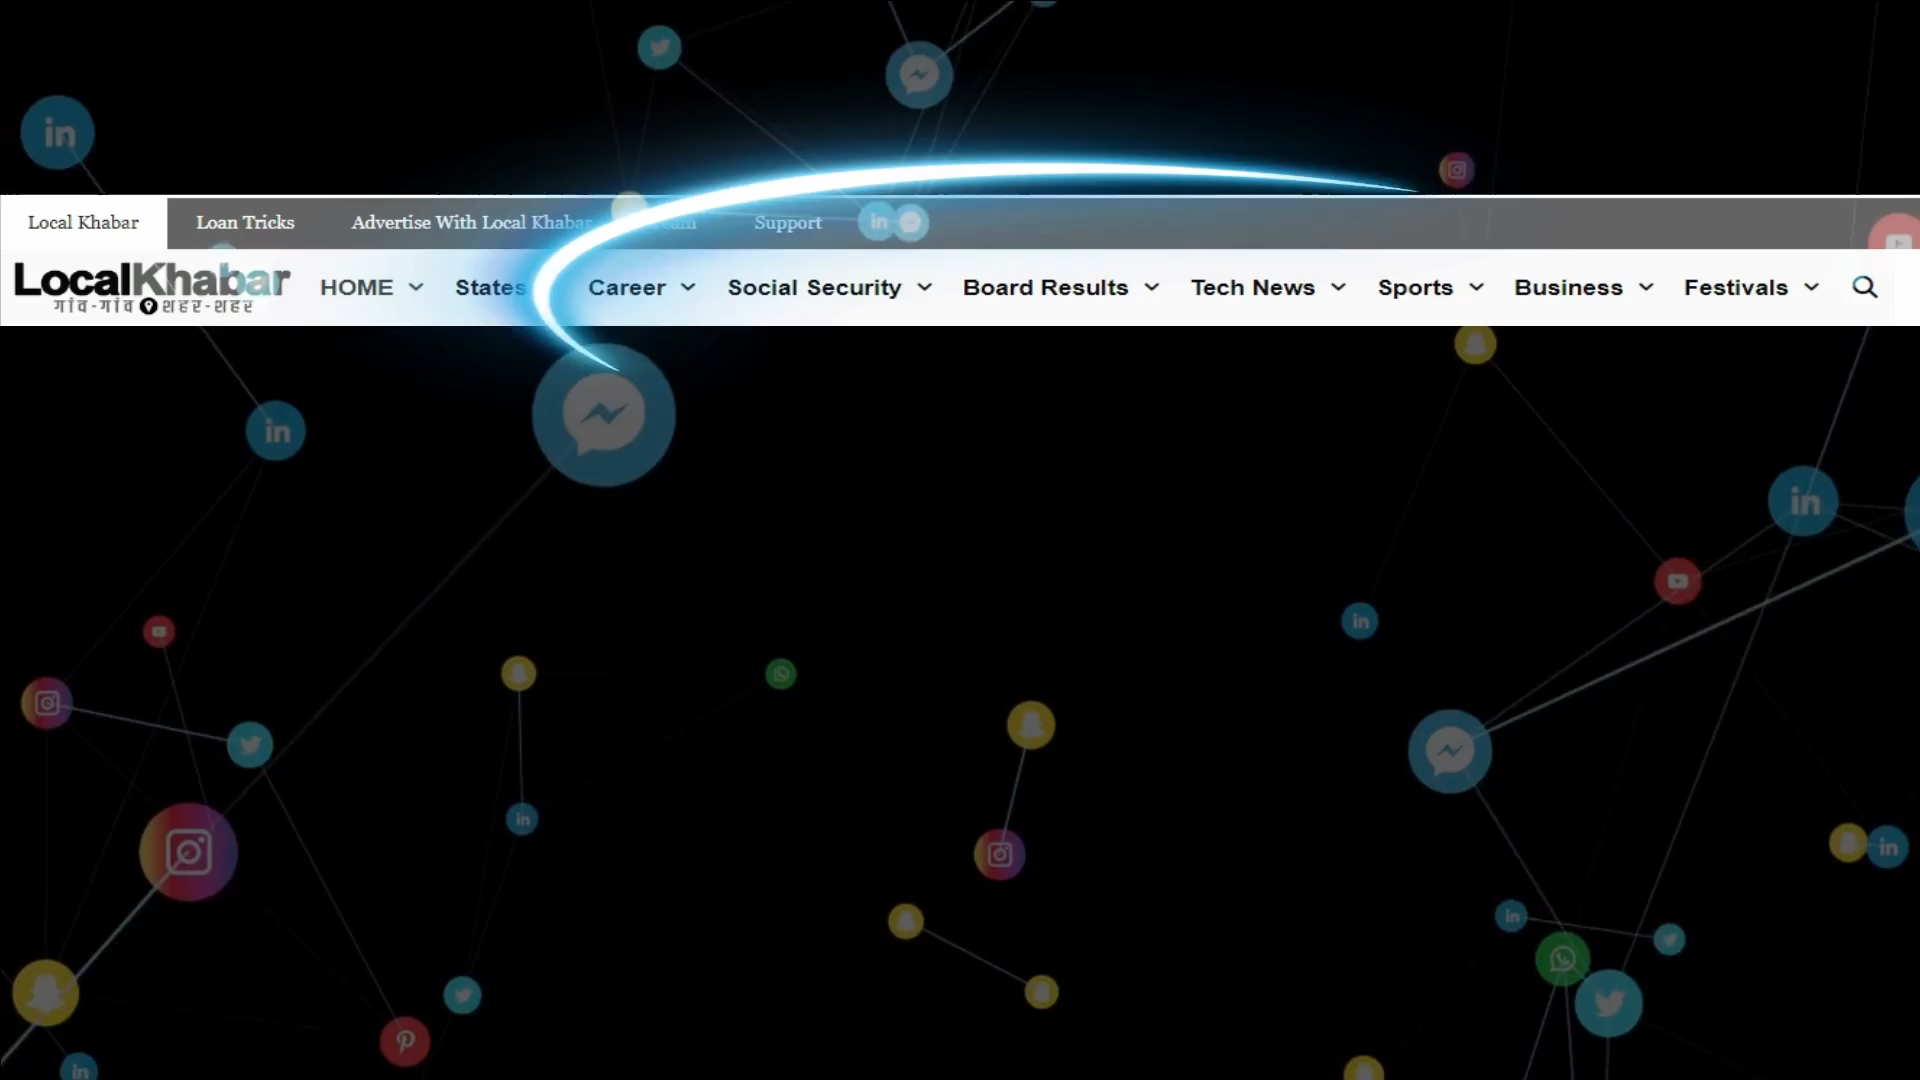 Local Khabar Loan Tricks Advertise With Local Khabar Support
LocalKhabar
गांव-गांव शहर-शहर
HOME States Career Social Security Board Results Tech News Sports Business Festivals